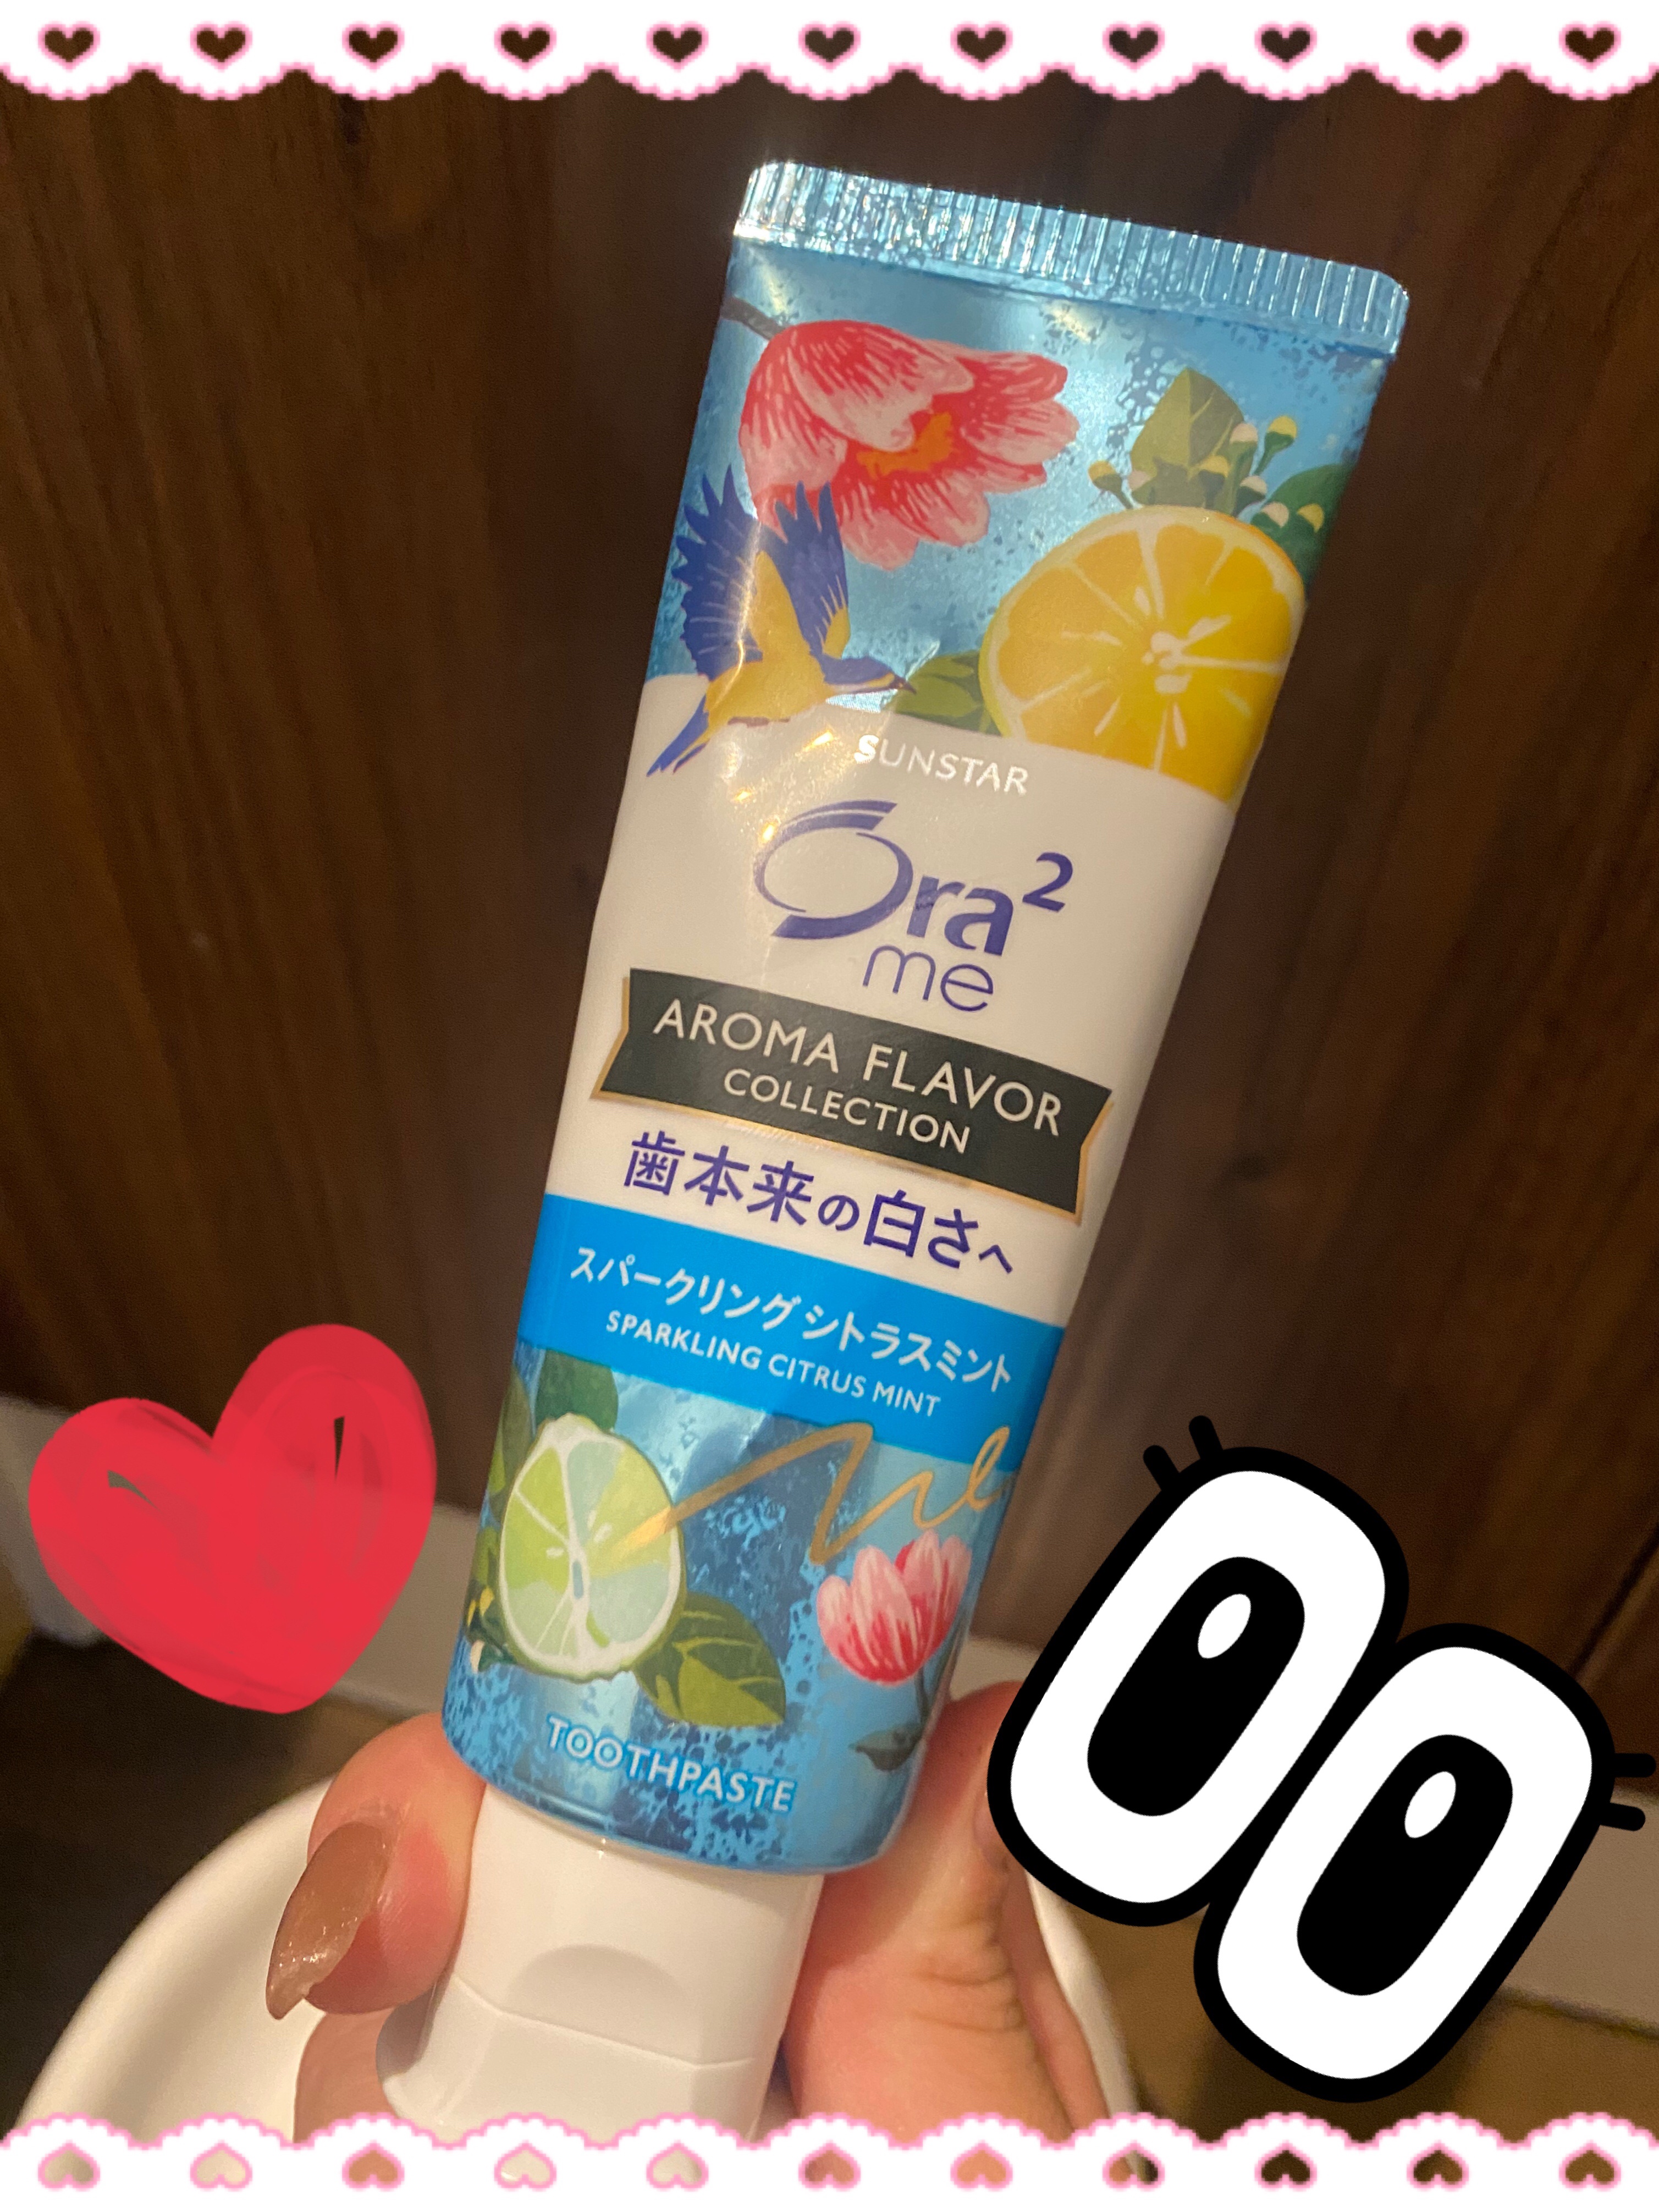 SUNSTAR
Ora²
me
AROMA FLAVOR
COLLECTION
歯本来の白さへ
スパークリング シトラスミント
SPARKLING CITRUS MINT
me
TOOTHPASTE